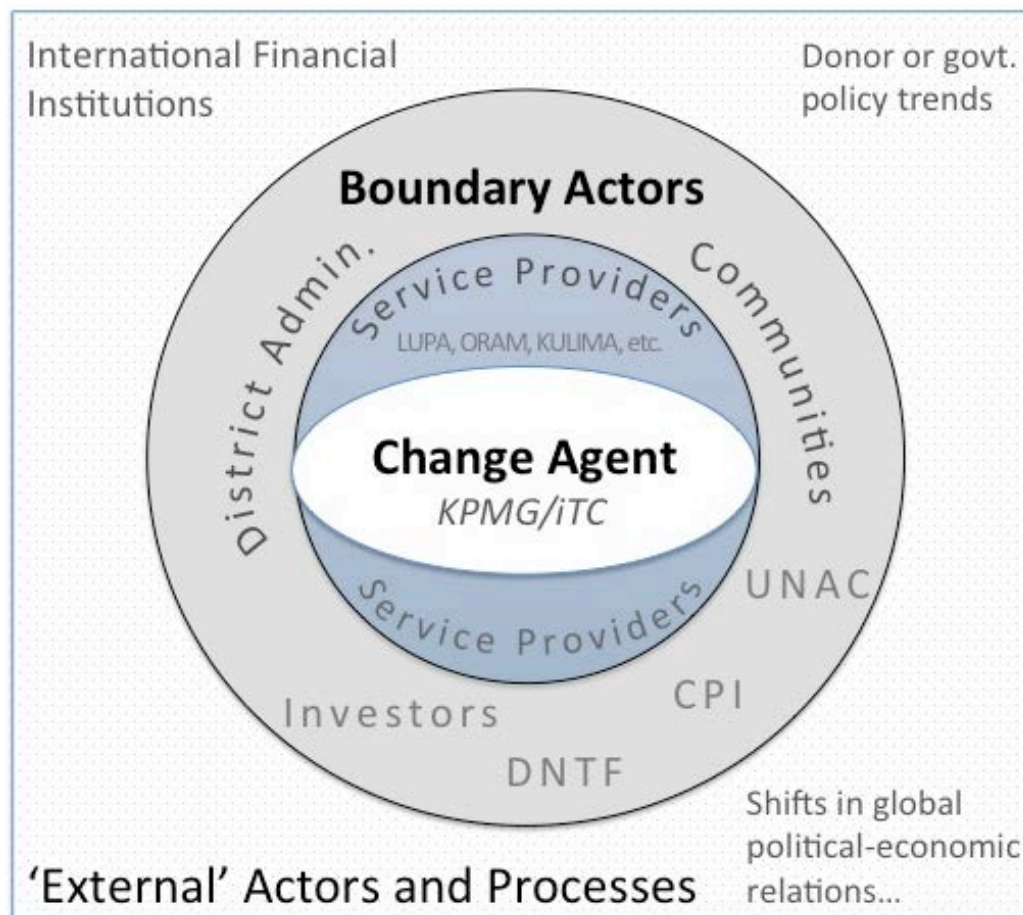 International Financial
Institutions
Donor or govt.
policy trends
Boundary Actors
District Admin.
Communities
Service Providers
LUPA, ORAM, KULIMA, etc.
Change Agent
KPMG/iTC
Service Providers
UNAC
CPI
Investors
DNTF
Shifts in global
political-economic
relations...
‘External’ Actors and Processes